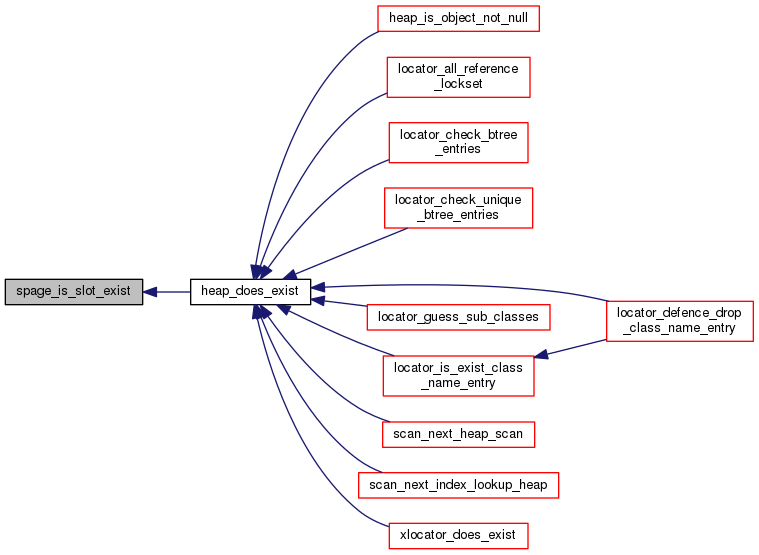 heap_is_object_not_null
locator_all_reference
_lockset
locator_check_btree
_entries
locator_check_unique
_btree_entries
spage_is_slot_exist
heap_does_exist
locator_guess_sub_classes
locator_defence_drop
_class_name_entry
locator_is_exist_class
_name_entry
scan_next_heap_scan
scan_next_index_lookup_heap
xlocator_does_exist